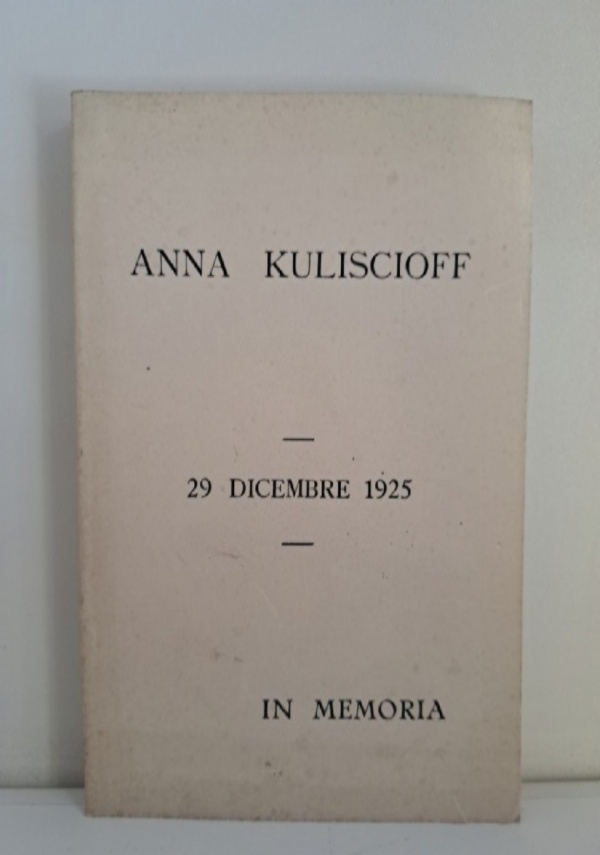 ANNA KULISCIOFF
29 DICEMBRE 1925
IN MEMORIA